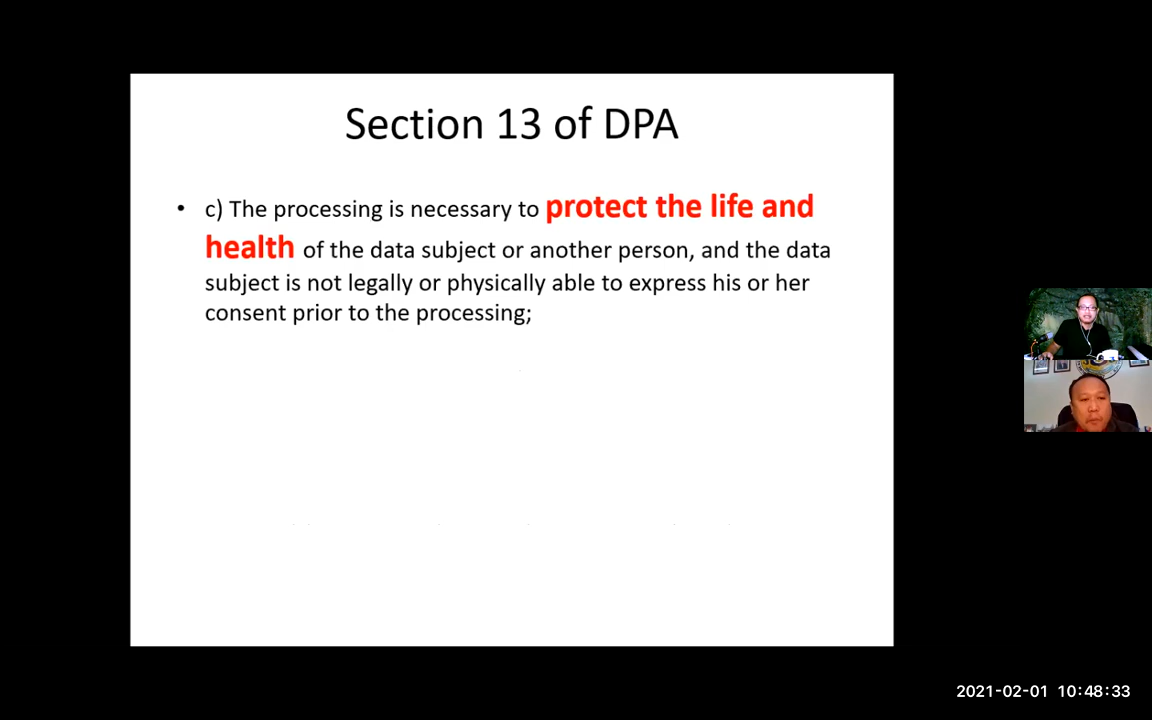 Section 13 of DPA
• c) The processing is necessary to protect the life and
health of the data subject or another person, and the data
subject is not legally or physically able to express his or her
consent prior to the processing;
2021-02-01 10:48:33